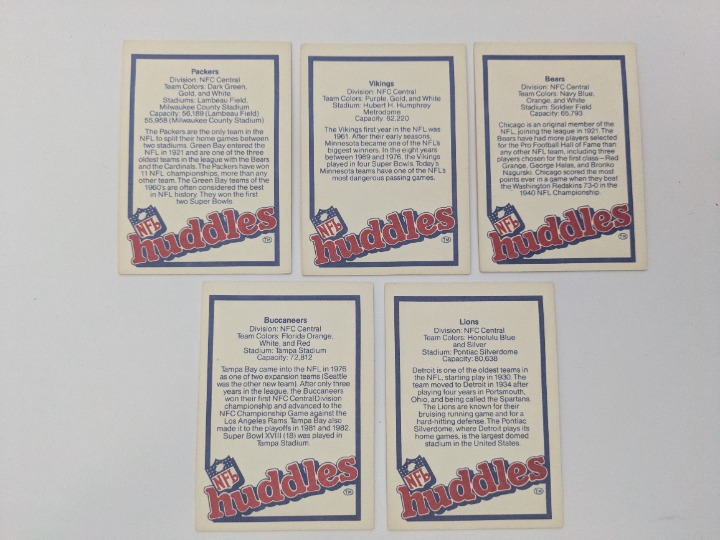 Packers
Division: NFC Central
Team Colors: Dark Green,
Gold, and White
Stadiums: Lambeau Field,
Milwaukee County Stadium
Capacity: 56,189 (Lambeau Field)
55,958 (Milwaukee County Stadium)
The Packers are the only team in the
NFL to split their home games between
two stadiums. Green Bay entered the
NFL in 1921 and are one of the three
oldest teams in the league with the Bears
and the Cardinals. The Packers have won
11 NFL championships, more than any
other team. The Green Bay teams of the
1960's are often considered the best
in NFL history. They won the first
two Super Bowls.
NFL
huddles
TM
Vikings
Division: NFC Central
Team Colors: Purple, Gold, and White
Stadium: Hubert H. Humphrey
Metrodome
Capacity: 62,220
The Vikings first year in the NFL was
1961. After their early seasons,
Minnesota became one of the NFL's
biggest winners. In the eight years
between 1969 and 1976, the Vikings
played in four Super Bowls. Today's
Minnesota teams have one of the NFL's
most dangerous passing games.
NFL
huddles
TM
Bears
Division: NFC Central
Team Colors: Navy Blue,
Orange, and White
Stadium: Soldier Field
Capacity: 65,793
Chicago is an original member of the
NFL, joining the league in 1921. The
Bears have had more players selected
for the Pro Football Hall of Fame than
any other NFL team, including three
players chosen for the first class—Red
Grange, George Halas, and Bronko
Nagurski. Chicago scored the most
points ever in a game when they beat
the Washington Redskins 73-0 in the
1940 NFL Championship.
NFL
huddles
TM
Buccaneers
Division: NFC Central
Team Colors: Florida Orange,
White, and Red
Stadium: Tampa Stadium
Capacity: 72,812
Tampa Bay came into the NFL in 1976
as one of two expansion teams (Seattle
was the other new team). After only three
years in the league, the Buccaneers
won their first NFC Central Division
championship and advanced to the
NFC Championship Game against the
Los Angeles Rams. Tampa Bay also
made it to the playoffs in 1981 and 1982.
Super Bowl XVIII (18) was played in
Tampa Stadium.
NFL
huddles
TM
Lions
Division: NFC Central
Team Colors: Honolulu Blue
and Silver
Stadium: Pontiac Silverdome
Capacity: 80,638
Detroit is one of the oldest teams in
the NFL, starting play in 1930. The
team moved to Detroit in 1934 after
playing four years in Portsmouth,
Ohio, and being called the Spartans.
The Lions are known for their
bruising running game and for a
hard-hitting defense. The Pontiac
Silverdome, where Detroit plays its
home games, is the largest domed
stadium in the United States.
NFL
huddles
TM